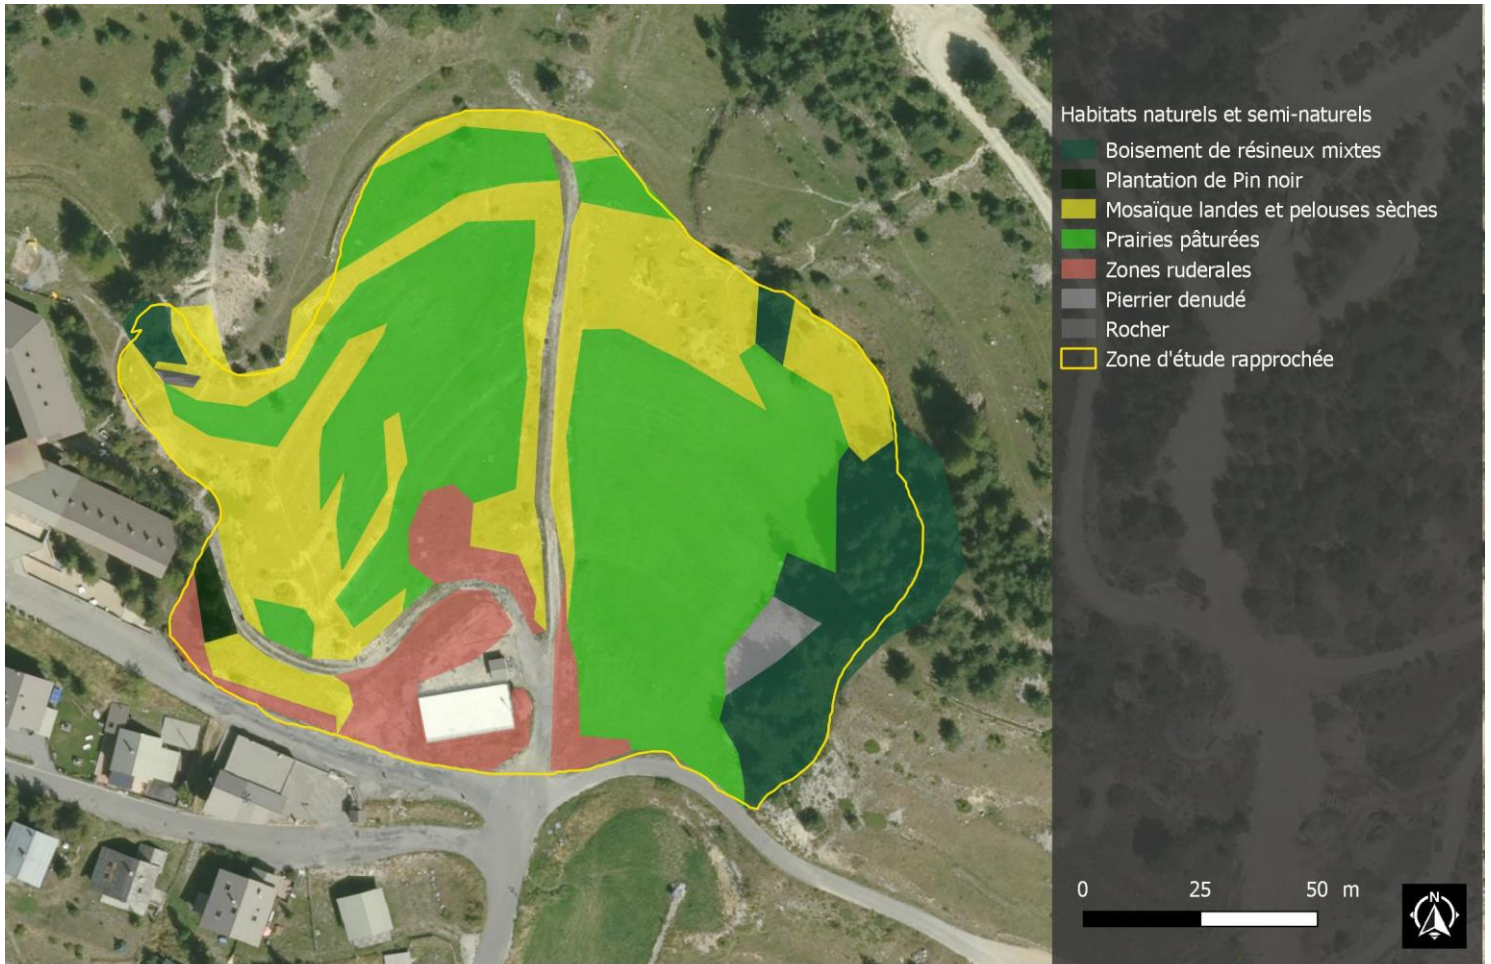 Habitats naturels et semi-naturels
Boisement de résineux mixtes
Plantation de Pin noir
Mosaïque landes et pelouses sèches
Prairies pâturées
Zones ruderales
Pierrier denudé
Rocher
Zone d'étude rapprochée
0 25 50 m
N